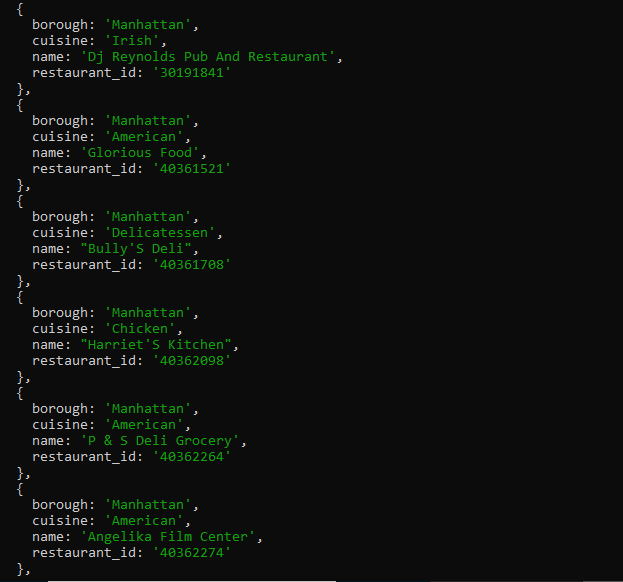 {
borough: 'Manhattan',
cuisine: 'Irish',
name: 'Dj Reynolds Pub And Restaurant',
restaurant_id: '30191841'
},
{
borough: 'Manhattan',
cuisine: 'American',
name: 'Glorious Food',
restaurant_id: '40361521'
},
{
borough: 'Manhattan',
cuisine: 'Delicatessen',
name: "Bully'S Deli",
restaurant_id: '40361708'
},
{
borough: 'Manhattan',
cuisine: 'Chicken',
name: "Harriet'S Kitchen",
restaurant_id: '40362098'
},
{
borough: 'Manhattan',
cuisine: 'American',
name: 'P & S Deli Grocery',
restaurant_id: '40362264'
},
{
borough: 'Manhattan',
cuisine: 'American',
name: 'Angelika Film Center',
restaurant_id: '40362274'
},